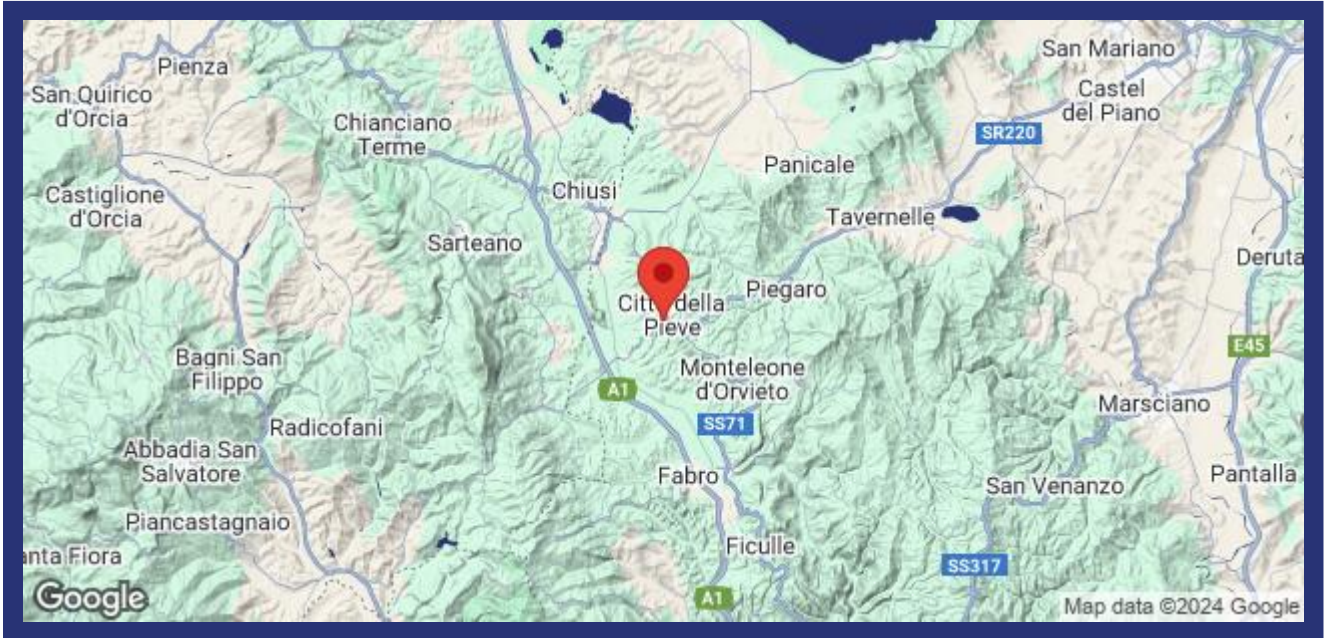 San Mariano
Pienza
San Quirico
d'Orcia
Castel
del Piano
Chianciano
Terme
SR220
Panicale
Castiglione
d'Orcia
Chiusi
Tavernelle
Sarteano
Deruta
Piegaro
Città della
Pieve
E45
Bagni San
Filippo
Monteleone
d'Orvieto
A1
Marsciano
SS71
Radicofani
Abbadia San
Salvatore
Fabro
San Venanzo
Pantalla
Piancastagnaio
Ficulle
anta Fiora
SS317
Google
A1
Map data ©2024 Google